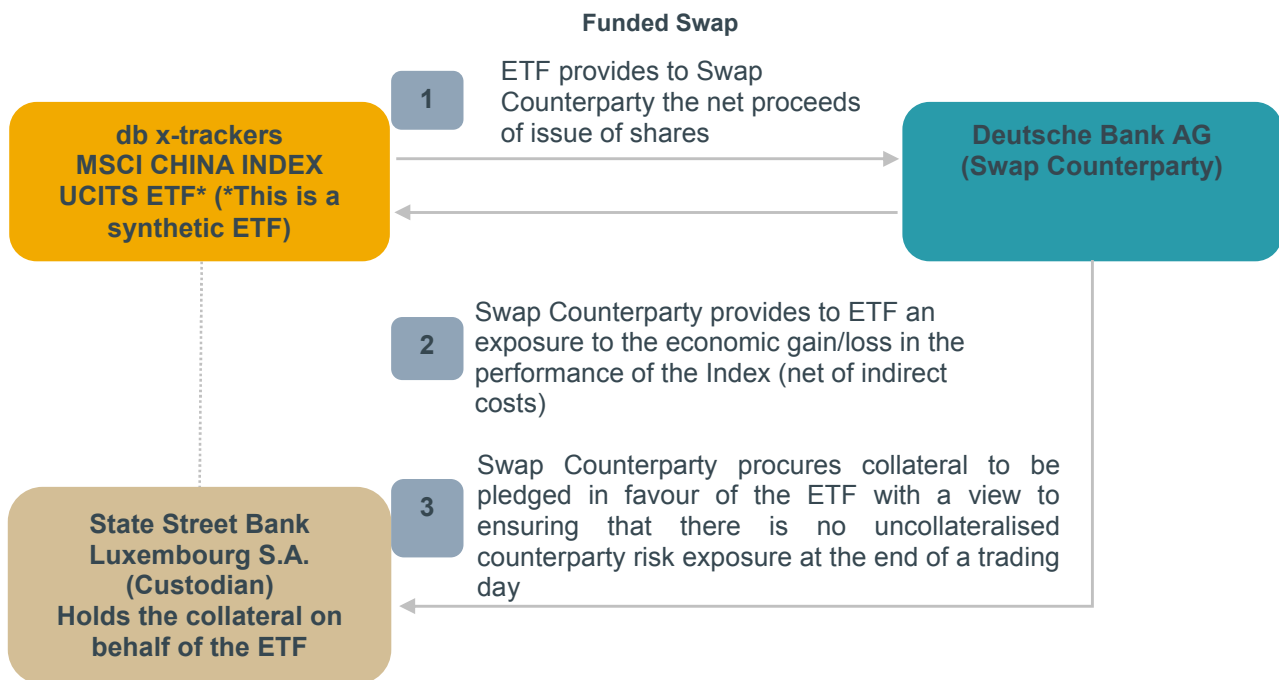 Funded Swap
1
ETF provides to Swap
Counterparty the net proceeds
of issue of shares
db x-trackers
MSCI CHINA INDEX
UCITS ETF* (*This is a
synthetic ETF)
Deutsche Bank AG
(Swap Counterparty)
2
Swap Counterparty provides to ETF an
exposure to the economic gain/loss in the
performance of the Index (net of indirect
costs)
3
Swap Counterparty procures collateral to be
pledged in favour of the ETF with a view to
ensuring that there is no uncollateralised
counterparty risk exposure at the end of a trading
day
State Street Bank
Luxembourg S.A.
(Custodian)
Holds the collateral on
behalf of the ETF